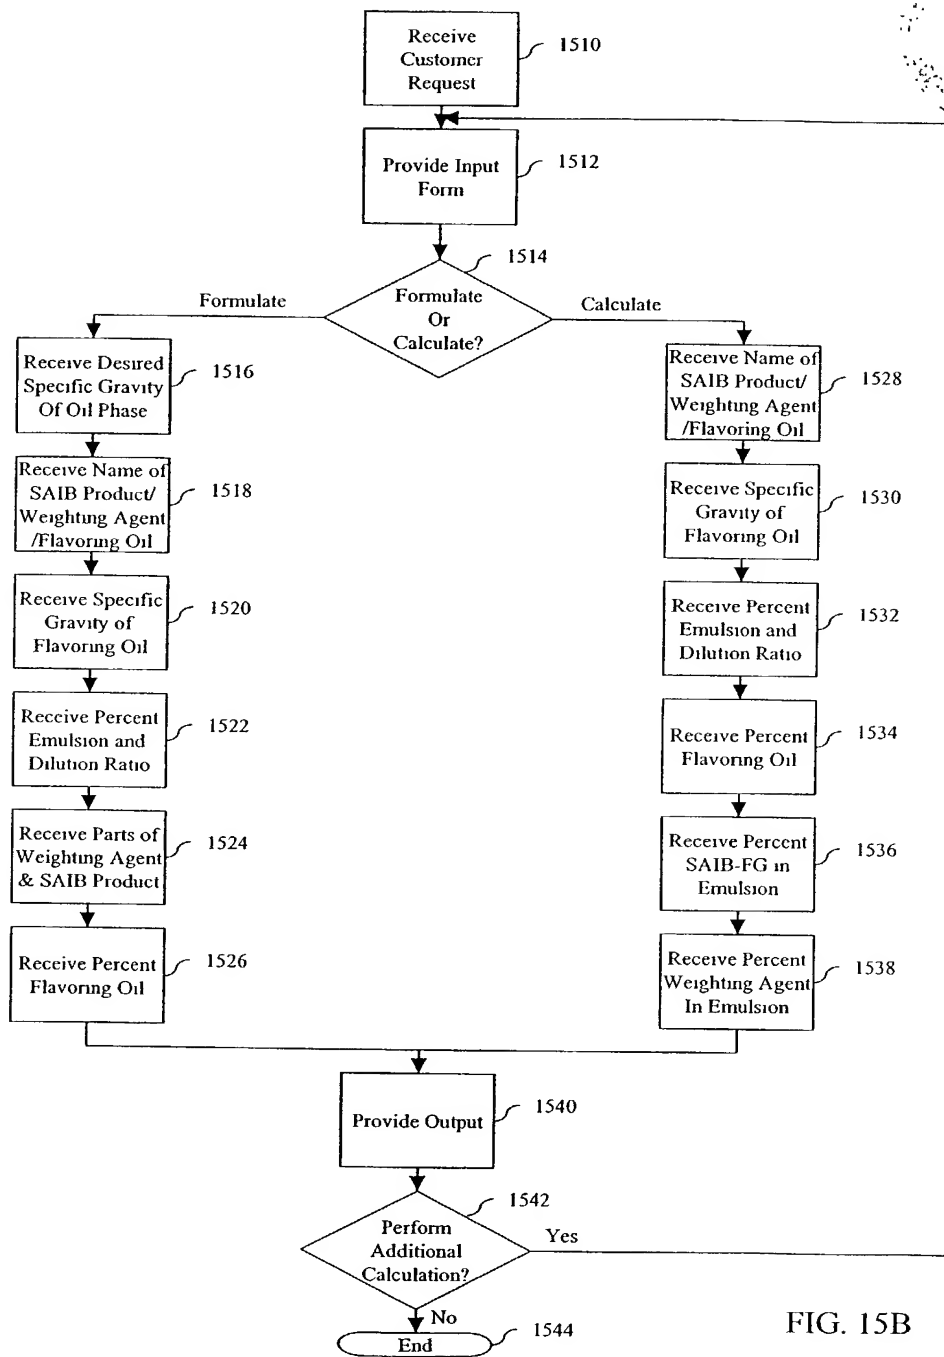 Receive
Customer
Request
1510
Provide Input
Form
1512
1514
Formulate
Or
Calculate?
Formulate
Calculate
Receive Desired
Specific Gravity
Of Oil Phase
1516
Receive Name of
SAIB Product/
Weighting Agent
/Flavoring Oil
1518
Receive Specific
Gravity of
Flavoring Oil
1520
Receive Percent
Emulsion and
Dilution Ratio
1522
Receive Parts of
Weighting Agent
& SAIB Product
1524
Receive Percent
Flavoring Oil
1526
Receive Name of
SAIB Product/
Weighting Agent
/Flavoring Oil
1528
Receive Specific
Gravity of
Flavoring Oil
1530
Receive Percent
Emulsion and
Dilution Ratio
1532
Receive Percent
Flavoring Oil
1534
Receive Percent
SAIB-FG in
Emulsion
1536
Receive Percent
Weighting Agent
In Emulsion
1538
Provide Output
1540
1542
Perform
Additional
Calculation?
Yes
No
End
1544
FIG. 15B